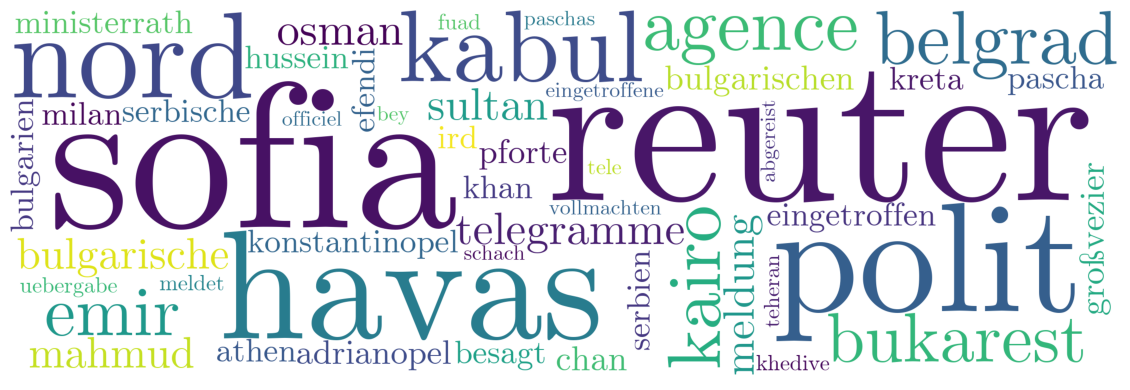 ministerrath
osman
fuad
paschas
agence
belgrad
nord
hussein
kabul
bulgarischen
kreta
pascha
efendi
milan
serbische
officiel
bey
sultan
eingetroffene
bulgarien
sofia
ird
pforte
reuter
tele
abgereist
khan
vollmachten
eingetroffen
großvezier
telegramme
konstantinopel
schach
bulgarische
havas
kairo
meldung
polit
teheran
uebergabe
meldet
serbien
emir
bukarest
mahmud
athen
adrianopel
besagt
chan
khedive